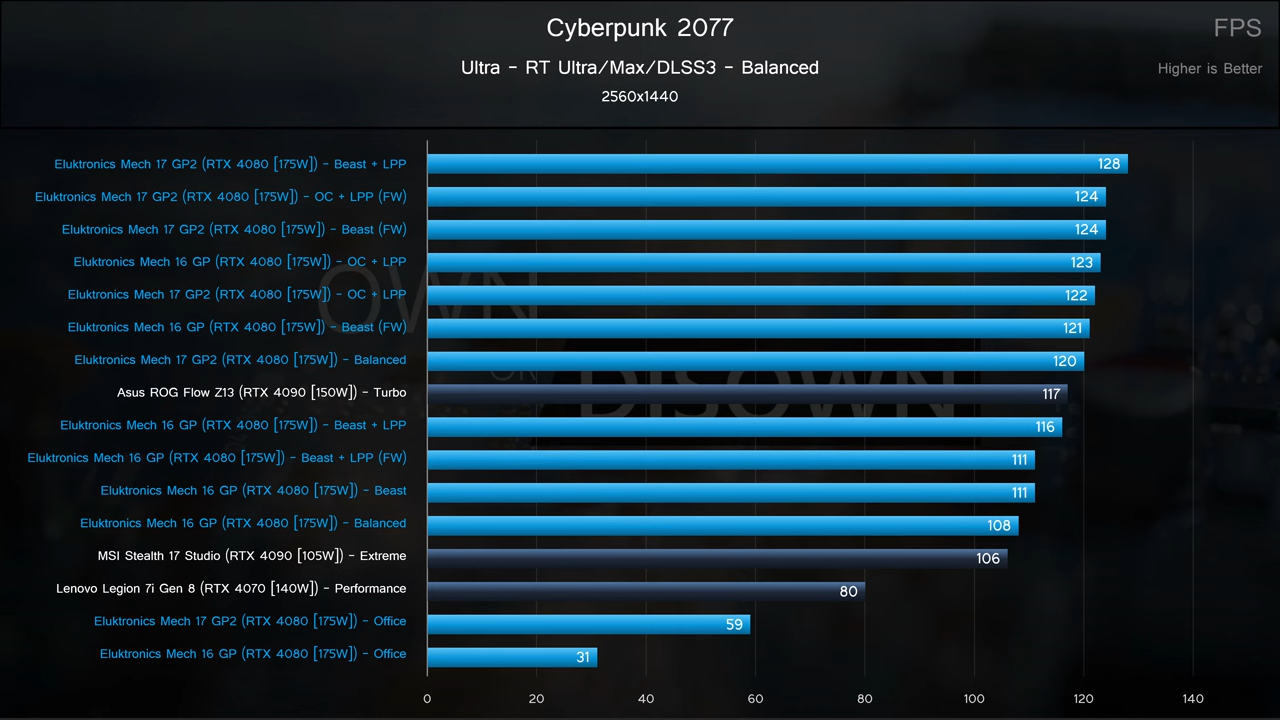 Cyberpunk 2077
FPS
Ultra - RT Ultra/Max/DLSS3 - Balanced
Higher is Better
2560x1440
Eluktronics Mech 17 GP2 (RTX 4080 [175W]) - Beast + LPP 128
Eluktronics Mech 17 GP2 (RTX 4080 [175W]) - OC + LPP (FW) 124
Eluktronics Mech 17 GP2 (RTX 4080 [175W]) - Beast (FW) 124
Eluktronics Mech 16 GP (RTX 4080 [175W]) - OC + LPP 123
Eluktronics Mech 17 GP2 (RTX 4080 [175W]) - OC + LPP 122
Eluktronics Mech 16 GP (RTX 4080 [175W]) - Beast (FW) 121
Eluktronics Mech 17 GP2 (RTX 4080 [175W]) - Balanced 120
Asus ROG Flow Z13 (RTX 4090 [150W]) - Turbo 117
Eluktronics Mech 16 GP (RTX 4080 [175W]) - Beast + LPP 116
Eluktronics Mech 16 GP (RTX 4080 [175W]) - Beast + LPP (FW) 111
Eluktronics Mech 16 GP (RTX 4080 [175W]) - Beast 111
Eluktronics Mech 16 GP (RTX 4080 [175W]) - Balanced 108
MSI Stealth 17 Studio (RTX 4090 [105W]) - Extreme 106
Lenovo Legion 7i Gen 8 (RTX 4070 [140W]) - Performance 80
Eluktronics Mech 17 GP2 (RTX 4080 [175W]) - Office 59
Eluktronics Mech 16 GP (RTX 4080 [175W]) - Office 31
0 20 40 60 80 100 120 140
OWN
OR
DISOWN